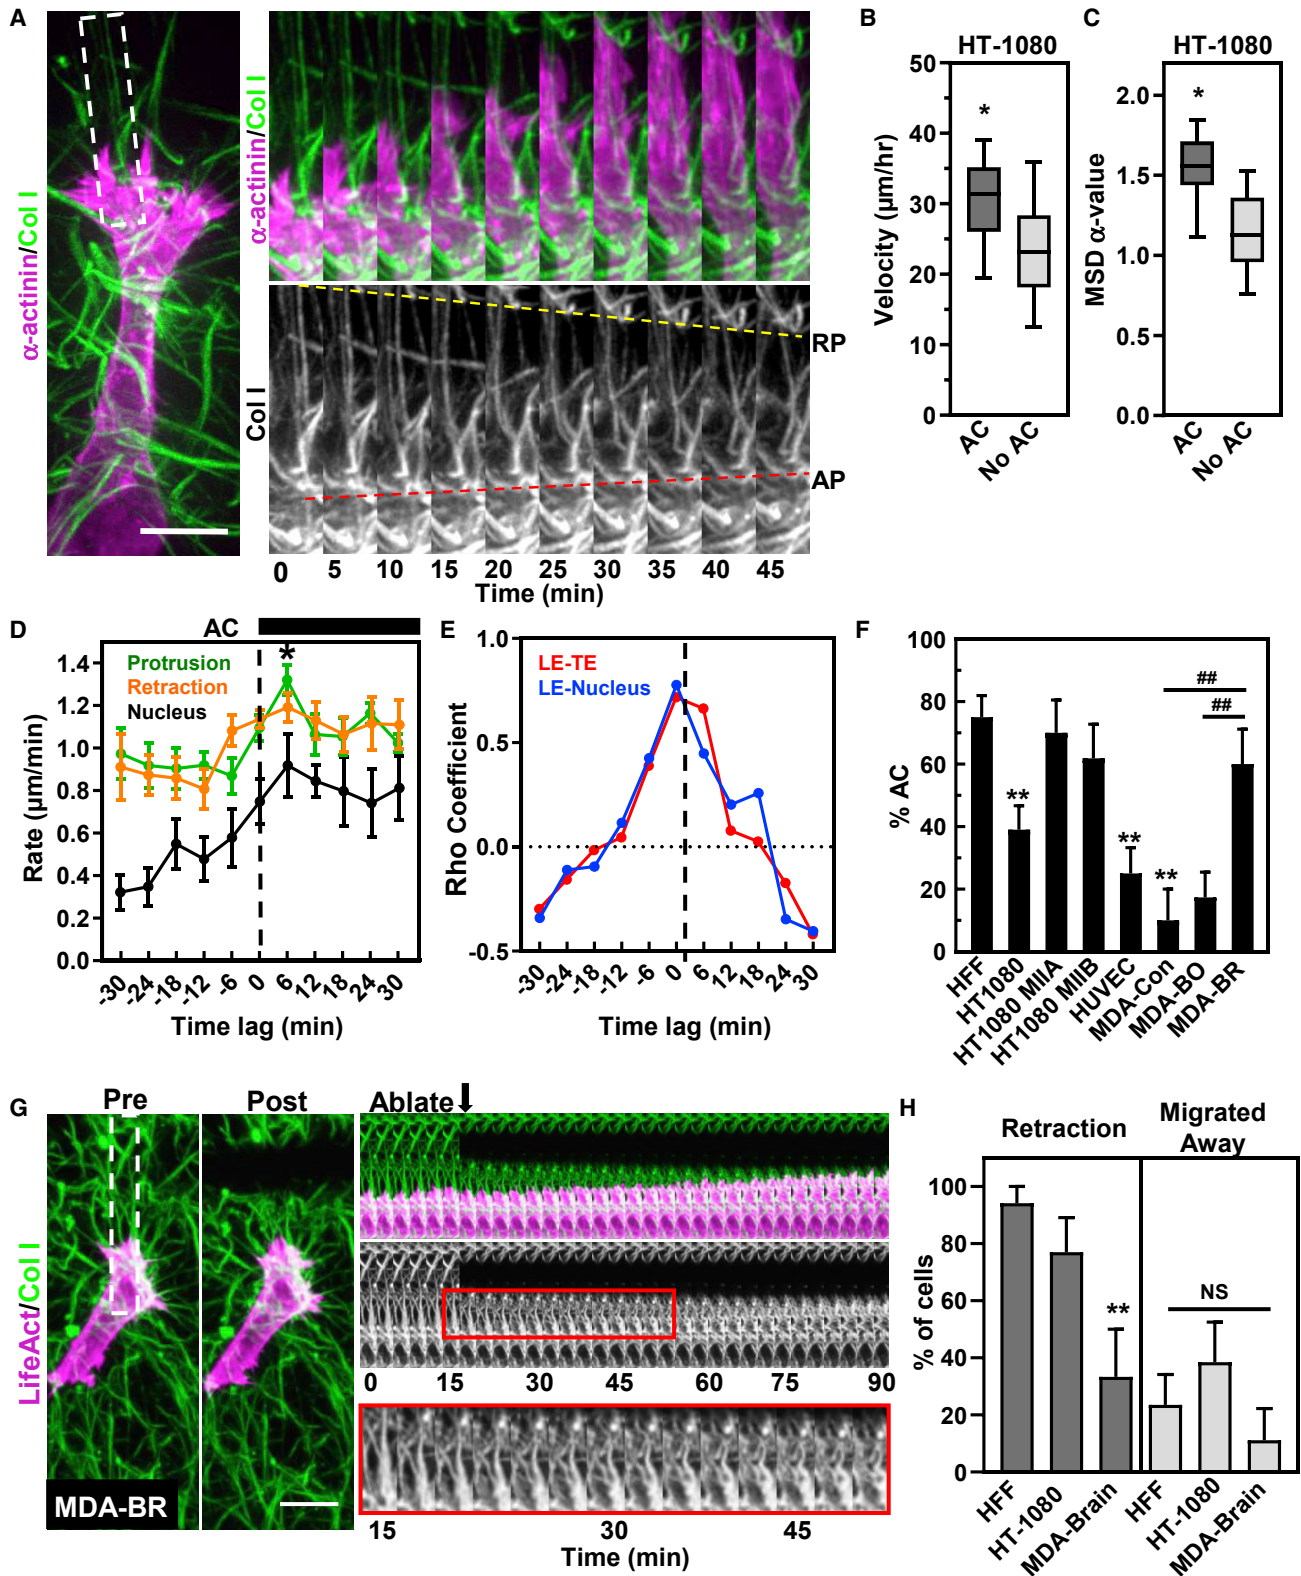 A
α-actinin/Col I
α-actinin/Col I
Col I
RP
AP
0 5 10 15 20 25 30 35 40 45
Time (min)
B
HT-1080
Velocity (µm/hr)
50
40
30
20
10
0
*
AC
No AC
C
HT-1080
MSD α-value
2.0
1.5
1.0
0.5
0.0
*
AC
No AC
D
AC
Protrusion
Retraction
Nucleus
*
Rate (µm/min)
1.4
1.2
1.0
0.8
0.6
0.4
0.2
0.0
-30 -24 -18 -12 -6 0 6 12 18 24 30
Time lag (min)
E
LE-TE
LE-Nucleus
Rho Coefficient
1.0
0.5
0.0
-0.5
-30 -24 -18 -12 -6 0 6 12 18 24 30
Time lag (min)
F
% AC
100
80
60
40
20
0
**
**
**
##
##
HFF
HT1080
HT1080 MIIA
HT1080 MIIB
HUVEC
MDA-Con
MDA-BO
MDA-BR
G
Pre
Post
LifeAct/Col I
MDA-BR
Ablate
0 15 30 45 60 75 90
15 30 45
Time (min)
H
Retraction
Migrated
Away
% of cells
100
80
60
40
20
0
**
NS
HFF
HT-1080
MDA-Brain
HFF
HT-1080
MDA-Brain